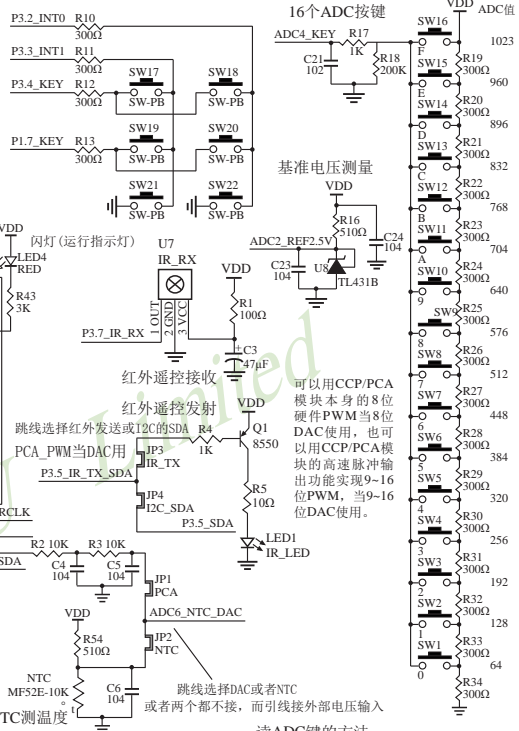 16个ADC按键
VDD
ADC值
P3.2_INT0 R10
300Ω
P3.3_INT1 R11
300Ω
P3.4_KEY R12
300Ω
P1.7_KEY R13
300Ω
SW17
SW-PB
SW18
SW-PB
SW19
SW-PB
SW20
SW-PB
SW21
SW-PB
SW22
SW-PB
ADC4_KEY R17
1K
C21
102
R18
200K
基准电压测量
VDD
R16
510Ω
ADC2_REF2.5V
C24
104
C23
104
U8
TL431B
VDD
闪灯(运行指示灯)
LED4
RED
R43
3K
U7
IR_RX
1 OUT
2 GND
3 VCC
P3.7_IR_RX
VDD
R1
100Ω
+
C3
47μF
红外遥控接收
红外遥控发射
跳线选择红外发送或I2C的SDA
PCA_PWM当DAC用
VDD
R4
1K
Q1
8550
JP3
IR_TX
P3.5_IR_TX_SDA
JP4
I2C_SDA
P3.5_SDA
R5
10Ω
LED1
IR_LED
RCLK
SDA
R2 10K
R3 10K
C4
104
C5
104
JP1
PCA
ADC6_NTC_DAC
JP2
NTC
VDD
R54
510Ω
NTC
MF52E-10K
t
C6
104
TC测温度
跳线选择DAC或者NTC
或者两个都不接，而引线接外部电压输入
可以用CCP/PCA
模块本身的8位
硬件PWM当8位
DAC使用，也可
以用CCP/PCA模
块的高速脉冲输
出功能实现9~16
位PWM，当9~16
位DAC使用。
SW16
F
1023
R19
300Ω
SW15
E
960
R20
300Ω
SW14
D
896
R21
300Ω
SW13
C
832
R22
300Ω
SW12
B
768
R23
300Ω
SW11
A
704
R24
300Ω
SW10
9
640
R25
300Ω
SW9
8
576
R26
300Ω
SW8
7
512
R27
300Ω
SW7
6
448
R28
300Ω
SW6
5
384
R29
300Ω
SW5
4
320
R30
300Ω
SW4
3
256
R31
300Ω
SW3
2
192
R32
300Ω
SW2
1
128
R33
300Ω
SW1
0
64
R34
300Ω
Limited
读ADC键的方法